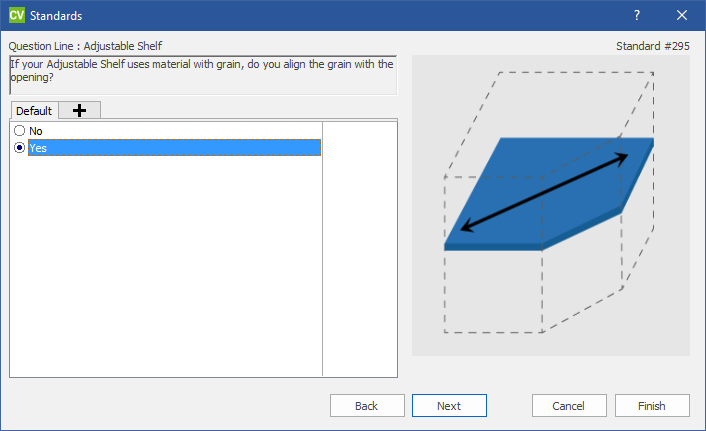 CV Standards ?
Question Line : Adjustable Shelf
Standard #295
If your Adjustable Shelf uses material with grain, do you align the grain with the
opening?
Default
No
Yes
Back Next Cancel Finish